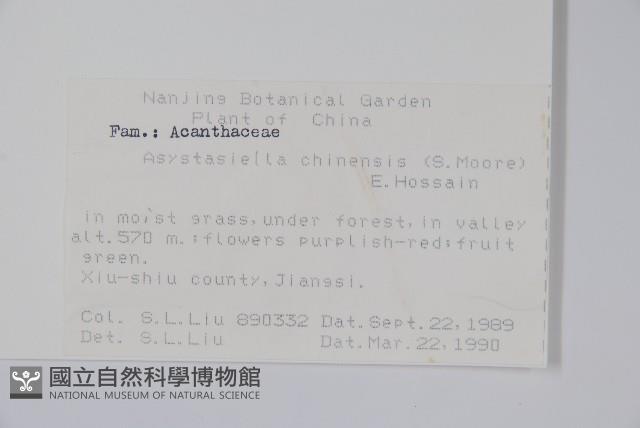 Nanjing Botanical Garden
Plant of China
Fam.: Acanthaceae
Asystasiella chinensis (S.Moore)
E.Hossain
in moist grass, under forest, in valley
alt.570 m.;flowers purplish-red;fruit
green.
Xiu-shiu county, Jiangsi.
Col. S.L.Liu 890332 Dat.Sept.22,1989
Det. S.L.Liu Dat.Mar.22,1990
國立自然科學博物館
NATIONAL MUSEUM OF NATURAL SCIENCE